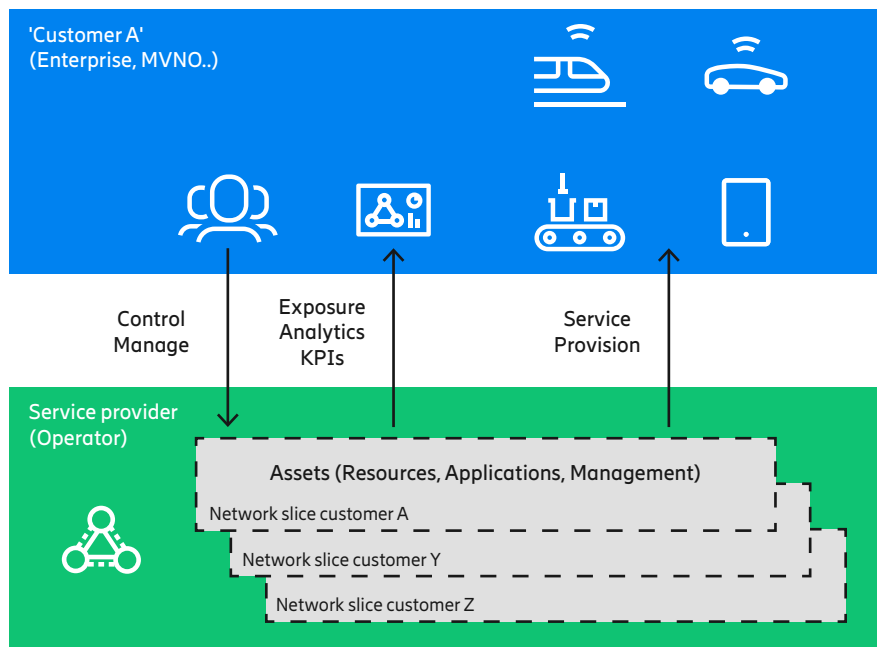 'Customer A'
(Enterprise, MVNO..)
Control
Manage
Exposure
Analytics
KPIs
Service
Provision
Service provider
(Operator)
Assets (Resources, Applications, Management)
Network slice customer A
Network slice customer Y
Network slice customer Z